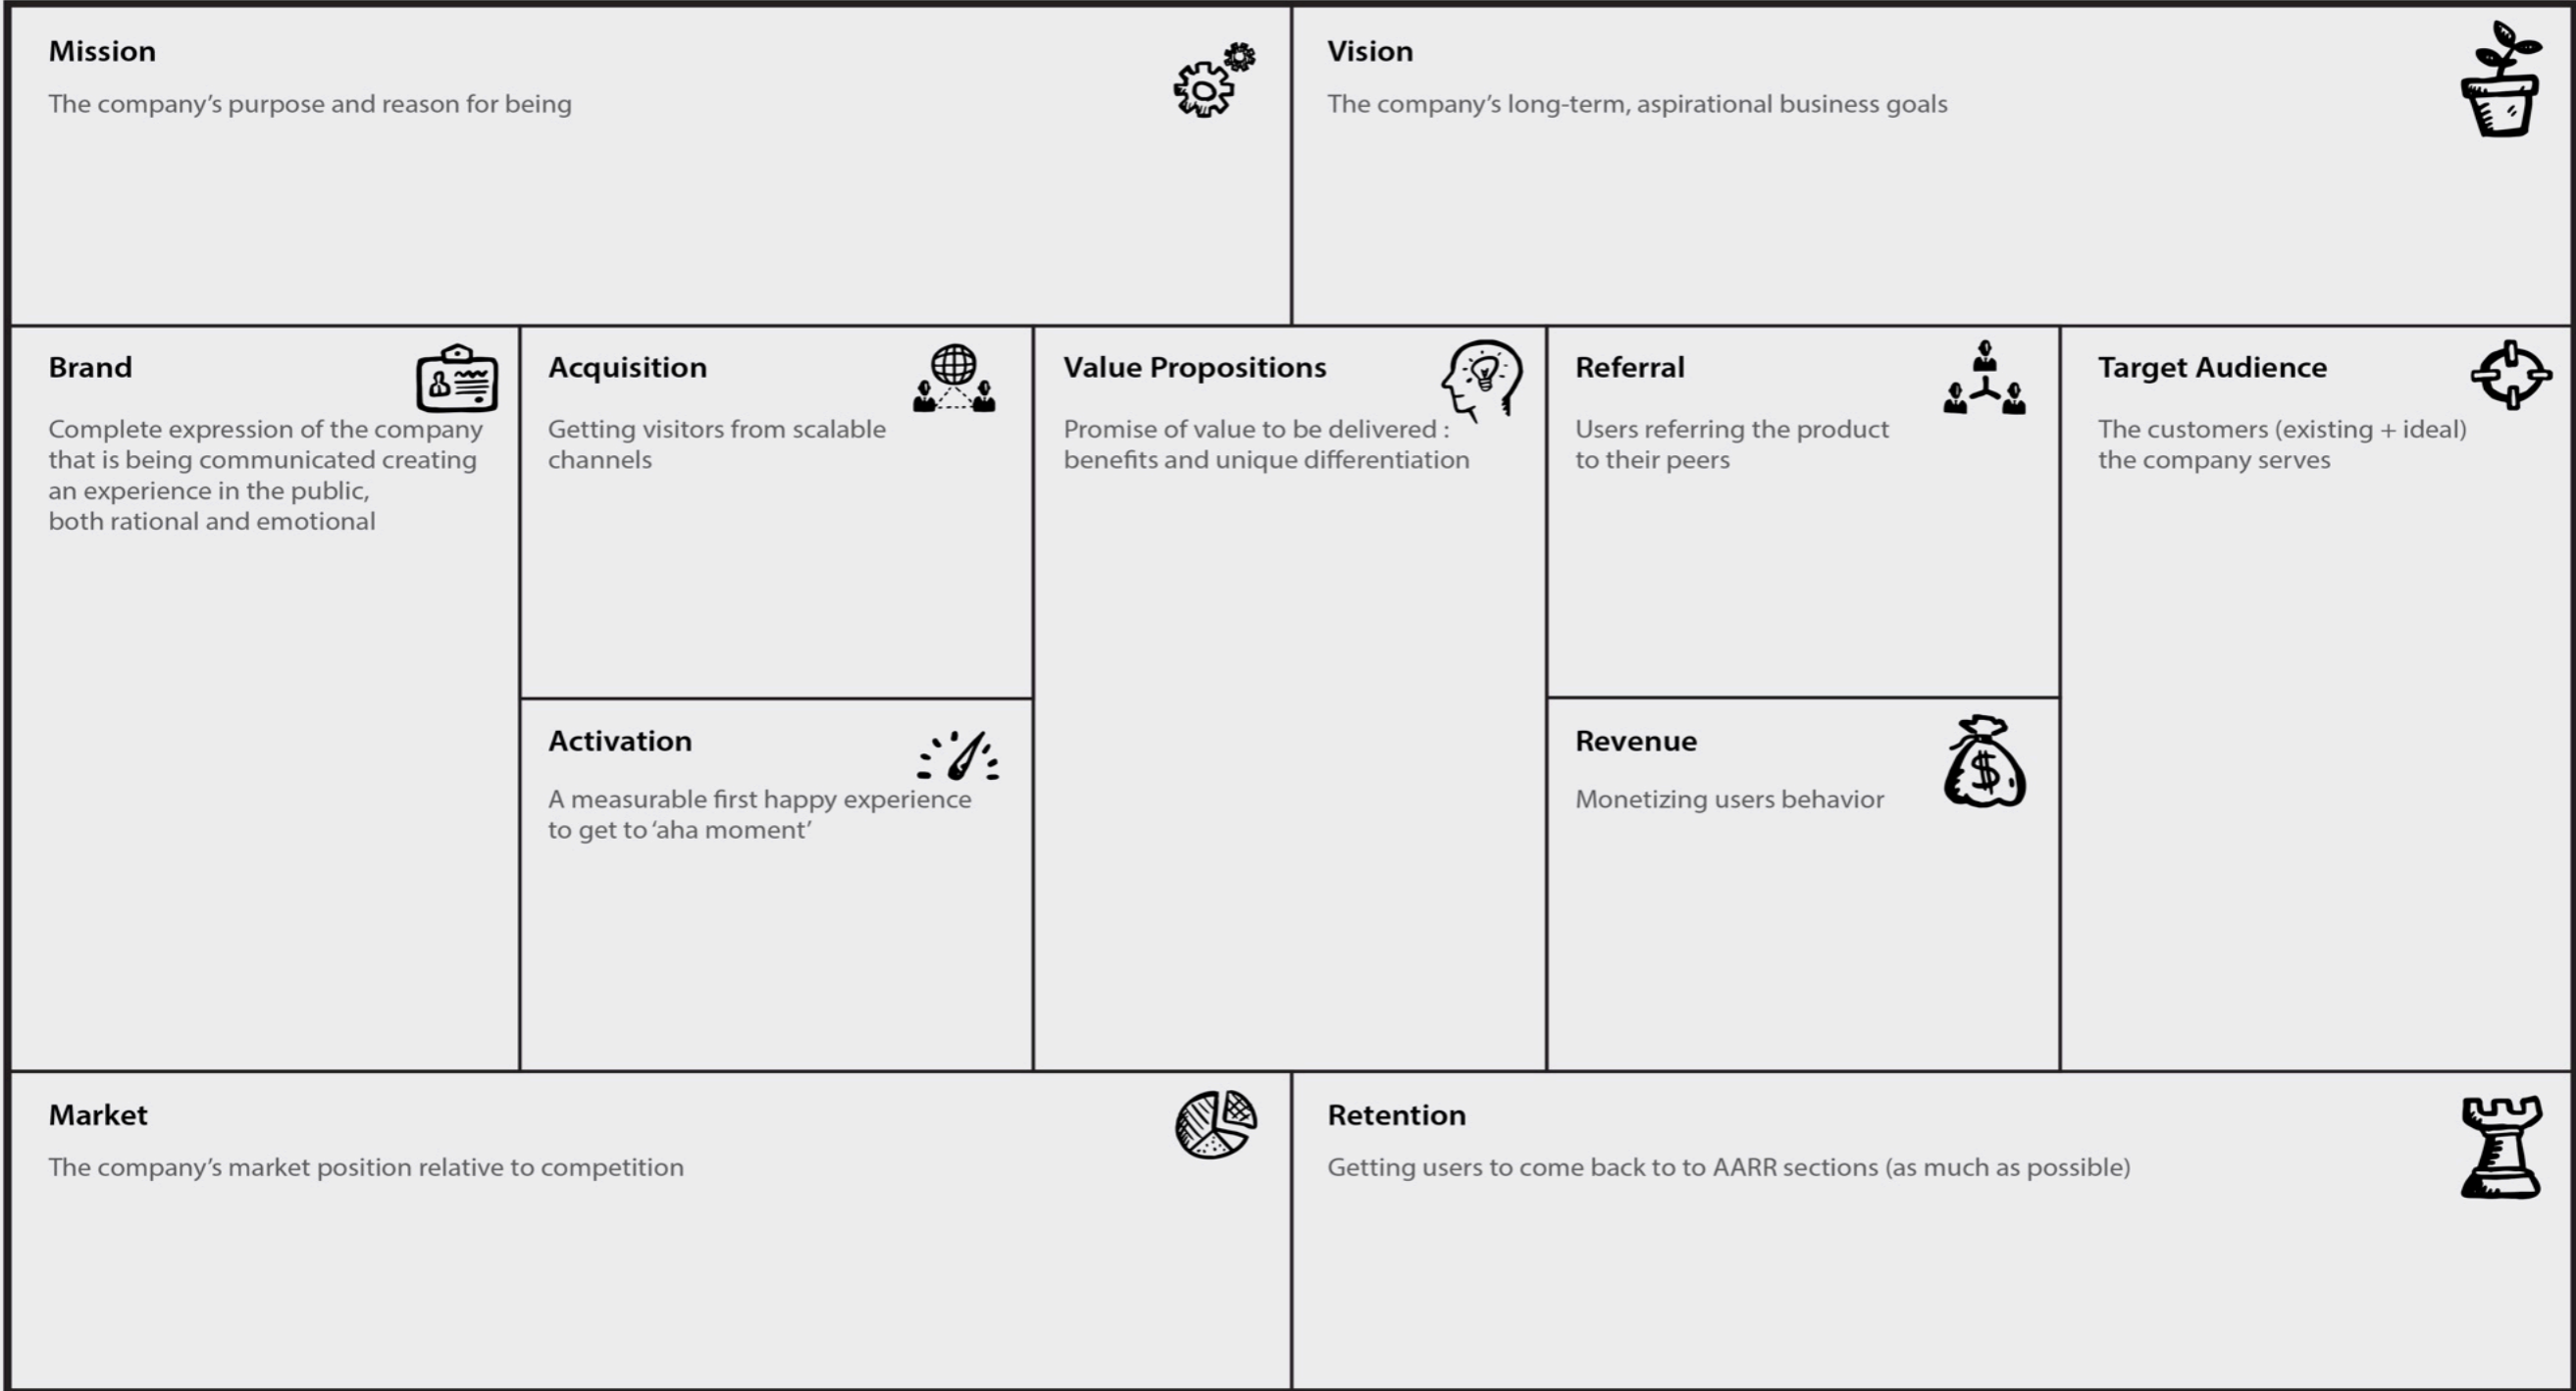 Mission
The company's purpose and reason for being
Vision
The company's long-term, aspirational business goals
Brand
Complete expression of the company
that is being communicated creating
an experience in the public,
both rational and emotional
Acquisition
Getting visitors from scalable
channels
Activation
A measurable first happy experience
to get to 'aha moment'
Value Propositions
Promise of value to be delivered :
benefits and unique differentiation
Referral
Users referring the product
to their peers
Revenue
Monetizing users behavior
$
Target Audience
The customers (existing + ideal)
the company serves
Market
The company's market position relative to competition
Retention
Getting users to come back to to AARR sections (as much as possible)